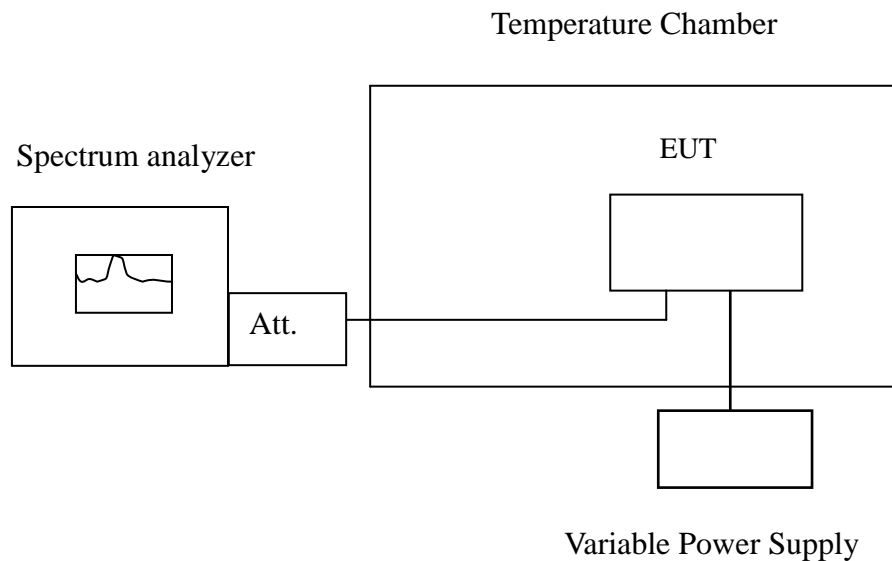 Temperature Chamber
EUT
Spectrum analyzer
Att.
Variable Power Supply